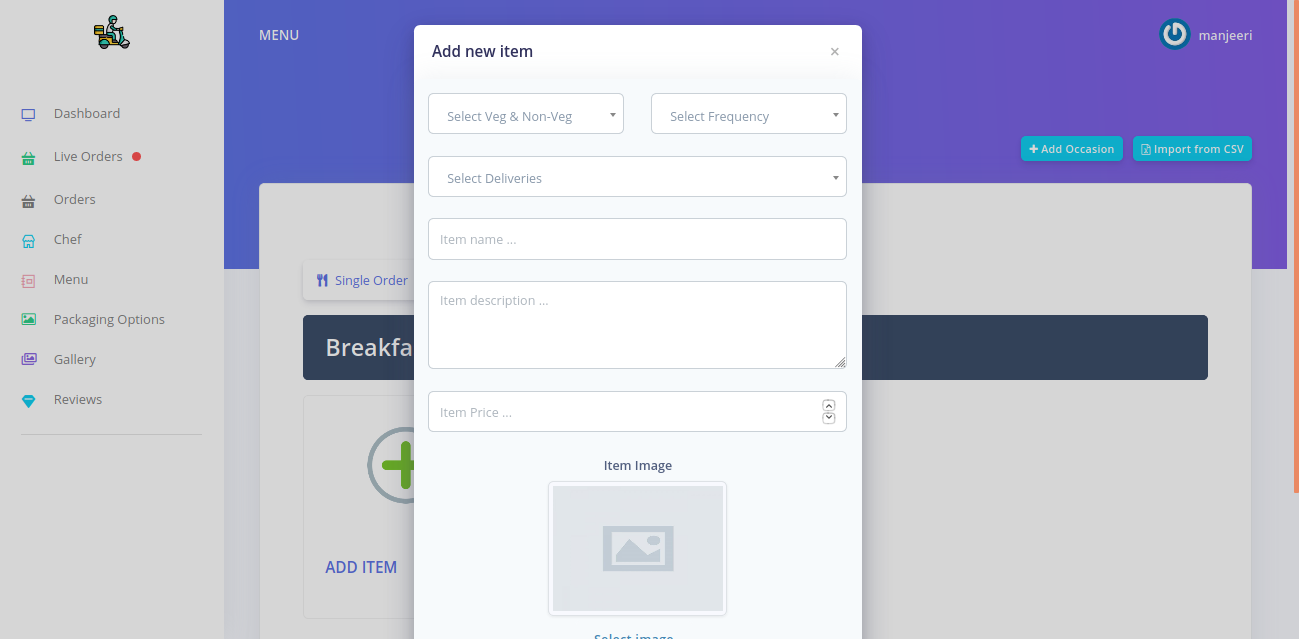 MENU
manjeeri
Dashboard
Live Orders
Orders
Chef
Menu
Packaging Options
Gallery
Reviews
Add Occasion
Import from CSV
Single Order
Breakfa
ADD ITEM
Add new item
×
Select Veg & Non-Veg
Select Frequency
Select Deliveries
Item name ...
Item description ...
Item Price ...
Item Image
Select image